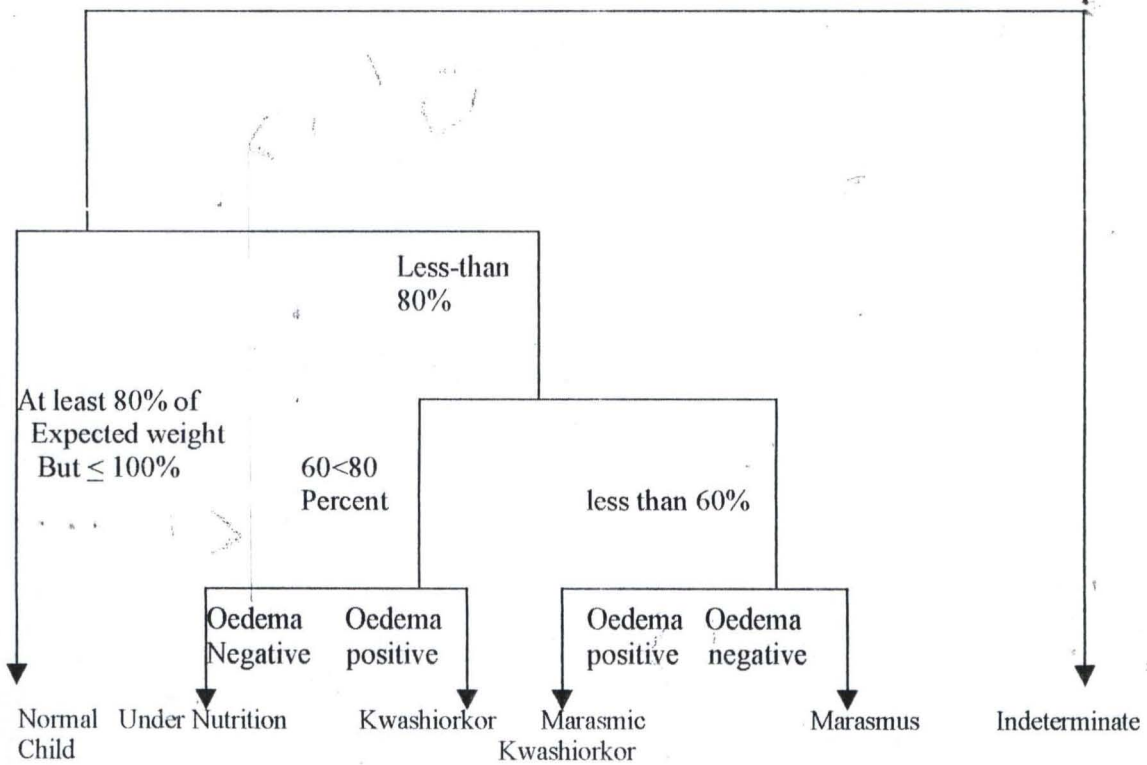 Less-than
80%
At least 80% of
Expected weight
But ≤ 100%
60<80
Percent
less than 60%
Oedema
Negative
Oedema
positive
Oedema
positive
Oedema
negative
Normal
Child
Under Nutrition
Kwashiorkor
Marasmic
Kwashiorkor
Marasmus
Indeterminate